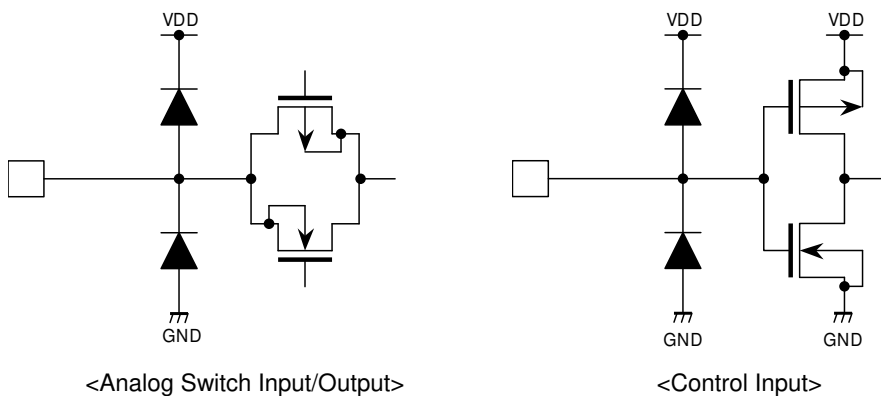 VDD
GND
<Analog Switch Input/Output>
VDD
VDD
GND
GND
<Control Input>